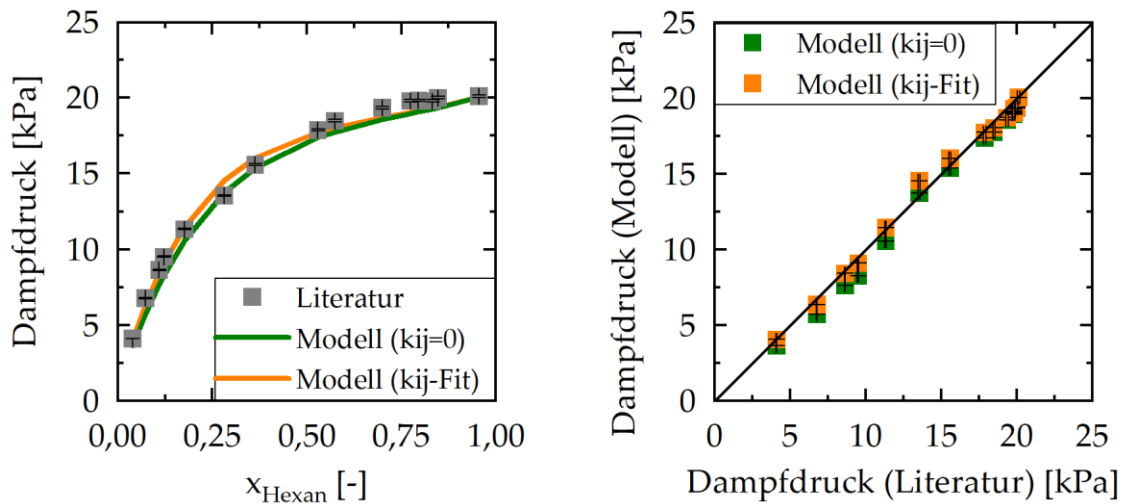 Dampfdruck [kPa]
25
20
15
10
5
0
Literatur
Modell (kij=0)
Modell (kij-Fit)
0,00 0,25 0,50 0,75 1,00
xHexan [-]
Dampfdruck (Modell) [kPa]
25
20
15
10
5
0
Modell (kij=0)
Modell (kij-Fit)
0 5 10 15 20 25
Dampfdruck (Literatur) [kPa]